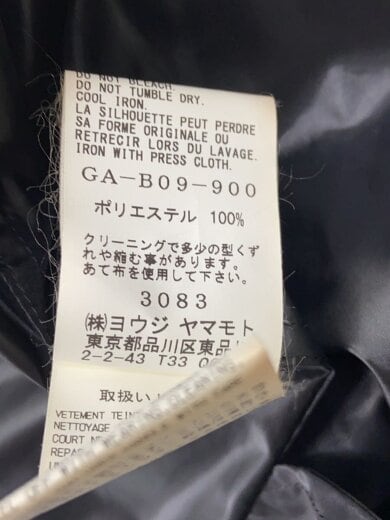 DO NOT BLEACH.
DO NOT TUMBLE DRY.
COOL IRON.
LA SILHOUETTE PEUT PERDRE
SA FORME ORIGINALE OU
RETRECIR LORS DU LAVAGE.
IRON WITH PRESS CLOTH.
GA-B09-900
ポリエステル 100%
クリーニングで多少の型くず
れや縮む事があります。
あて布を使用して下さい。
3083
(株)ヨウジ ヤマモト
東京都品川区東品
2-2-43 T33
取扱い
VETEMENT
NETTOYAGE
COURT